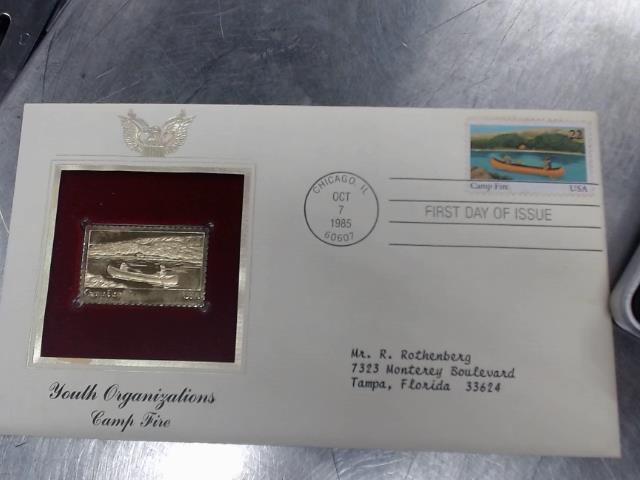 22
Camp Fire USA
CHICAGO, IL
OCT
7
1985
60607
FIRST DAY OF ISSUE
Mr. R. Rothenberg
7323 Monterey Boulevard
Tampa, Florida 33624
Youth Organizations
Camp Fire